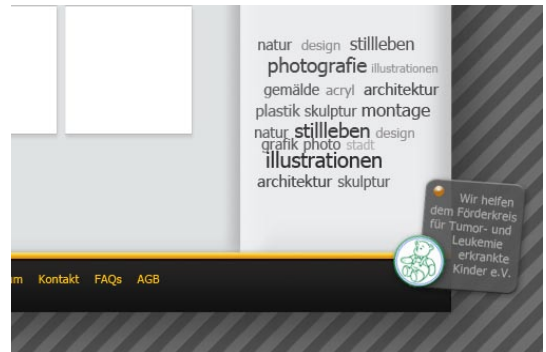 natur design stillleben
photografie illustrationen
gemälde acryl architektur
plastik skulptur montage
natur stillleben design
grafik photo stadt
illustrationen
architektur skulptur
Wir helfen
dem Förderkreis
für Tumor- und
Leukemie
erkrankte
Kinder e.V.
Kontakt FAQs AGB